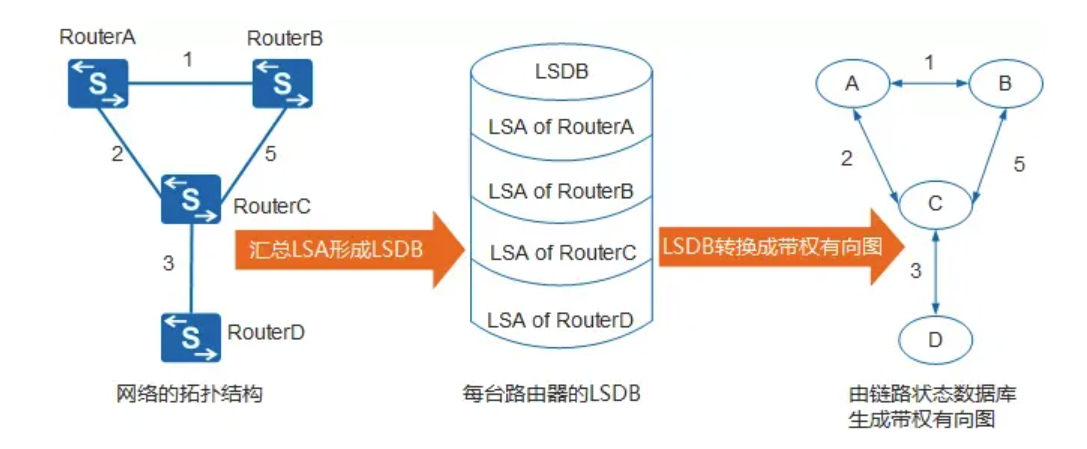 RouterA
RouterB
1
2
5
RouterC
3
RouterD
网络的拓扑结构
汇总LSA形成LSDB
LSDB
LSA of RouterA
LSA of RouterB
LSA of RouterC
LSA of RouterD
每台路由器的LSDB
LSDB转换成带权有向图
A
1
B
2
5
C
3
D
由链路状态数据库
生成带权有向图
S
S
S
S